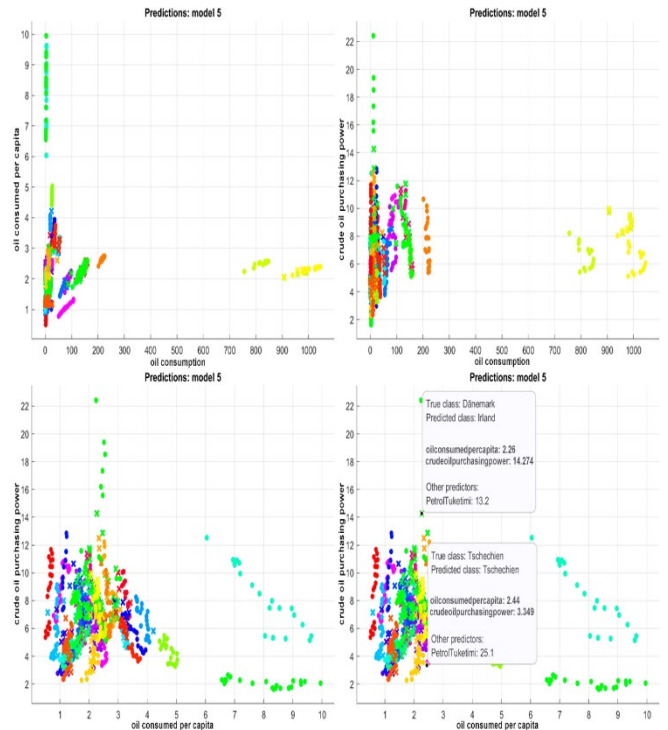 Predictions: model 5
10
9
8
7
6
5
4
3
2
1
oil consumed per capita
0 100 200 300 400 500 600 700 800 900 1000
oil consumption
Predictions: model 5
22
20
18
16
14
12
10
8
6
4
2
crude oil purchasing power
0 100 200 300 400 500 600 700 800 900 1000
oil consumption
Predictions: model 5
22
20
18
16
14
12
10
8
6
4
2
crude oil purchasing power
1 2 3 4 5 6 7 8 9 10
oil consumed per capita
Predictions: model 5
22
20
18
16
14
12
10
8
6
4
2
crude oil purchasing power
True class: Dänemark
Predicted class: Irland
oilconsumedpercapita: 2.26
crudeoilpurchasingpower: 14.274
Other predictors:
PetrolTuketimi: 13.2
True class: Tschechien
Predicted class: Tschechien
oilconsumedpercapita: 2.44
crudeoilpurchasingpower: 3.349
Other predictors:
PetrolTuketimi: 25.1
1 2 3 4 5 6 7 8 9 10
oil consumed per capita